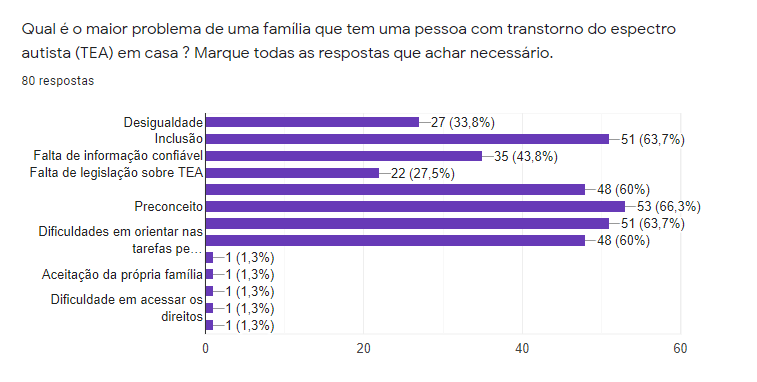 Qual é o maior problema de uma família que tem uma pessoa com transtorno do espectro
autista (TEA) em casa ? Marque todas as respostas que achar necessário.
80 respostas
Desigualdade
27 (33,8%)
Inclusão
51 (63,7%)
Falta de informação confiável
35 (43,8%)
Falta de legislação sobre TEA
22 (27,5%)
48 (60%)
Preconceito
53 (66,3%)
51 (63,7%)
Dificuldades em orientar nas
tarefas pe…
48 (60%)
1 (1,3%)
Aceitação da própria família
1 (1,3%)
1 (1,3%)
Dificuldade em acessar os
direitos
1 (1,3%)
1 (1,3%)
0
20
40
60